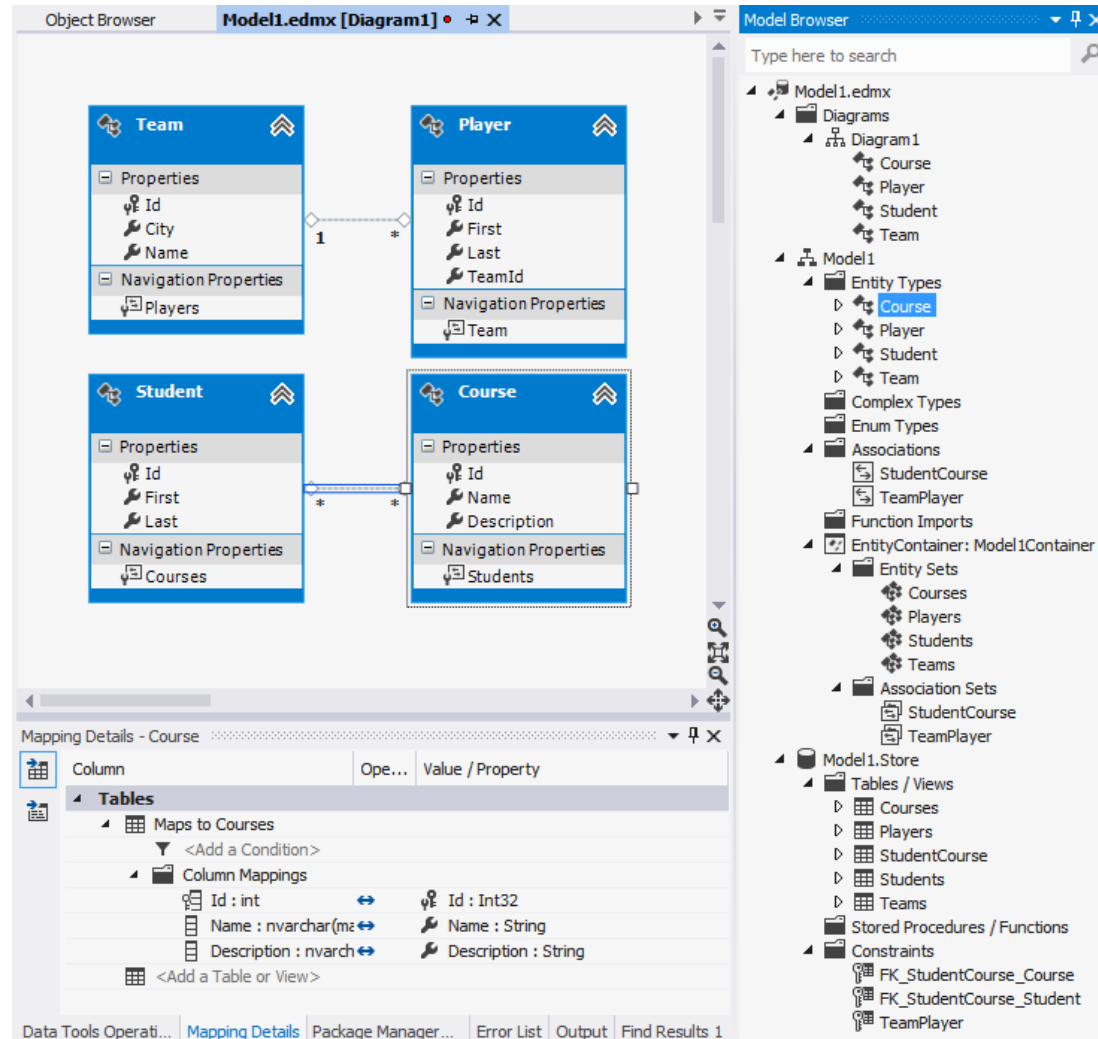 Object Browser
Model1.edmx [Diagram1]
Team
Properties
Id
City
Name
Navigation Properties
Players
1
*
Player
Properties
Id
First
Last
TeamId
Navigation Properties
Team
Student
Properties
Id
First
Last
Navigation Properties
Courses
*
*
Course
Properties
Id
Name
Description
Navigation Properties
Students
Mapping Details - Course
Column Ope... Value / Property
Tables
Maps to Courses
<Add a Condition>
Column Mappings
Id : int Id : Int32
Name : nvarchar(ma Name : String
Description : nvarch Description : String
<Add a Table or View>
Data Tools Operati... Mapping Details Package Manager... Error List Output Find Results 1
Model Browser
Type here to search
Model1.edmx
Diagrams
Diagram1
Course
Player
Student
Team
Model1
Entity Types
Course
Player
Student
Team
Complex Types
Enum Types
Associations
StudentCourse
TeamPlayer
Function Imports
EntityContainer: Model1Container
Entity Sets
Courses
Players
Students
Teams
Association Sets
StudentCourse
TeamPlayer
Model1.Store
Tables / Views
Courses
Players
StudentCourse
Students
Teams
Stored Procedures / Functions
Constraints
FK_StudentCourse_Course
FK_StudentCourse_Student
TeamPlayer